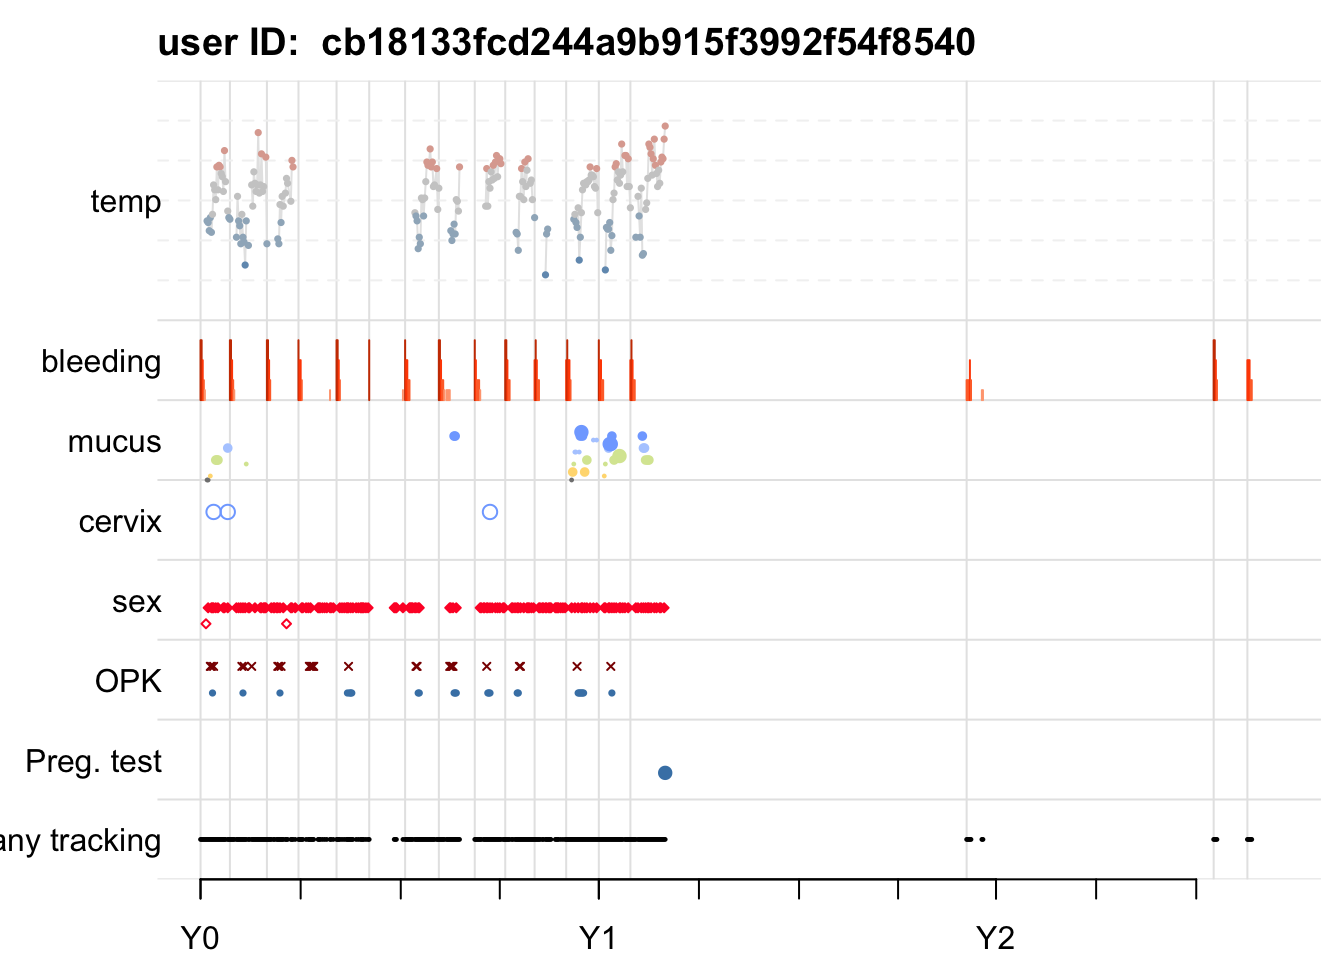 user ID: cb18133fcd244a9b915f3992f54f8540
temp
bleeding
mucus
cervix
sex
OPK
Preg. test
any tracking
Y0 Y1 Y2